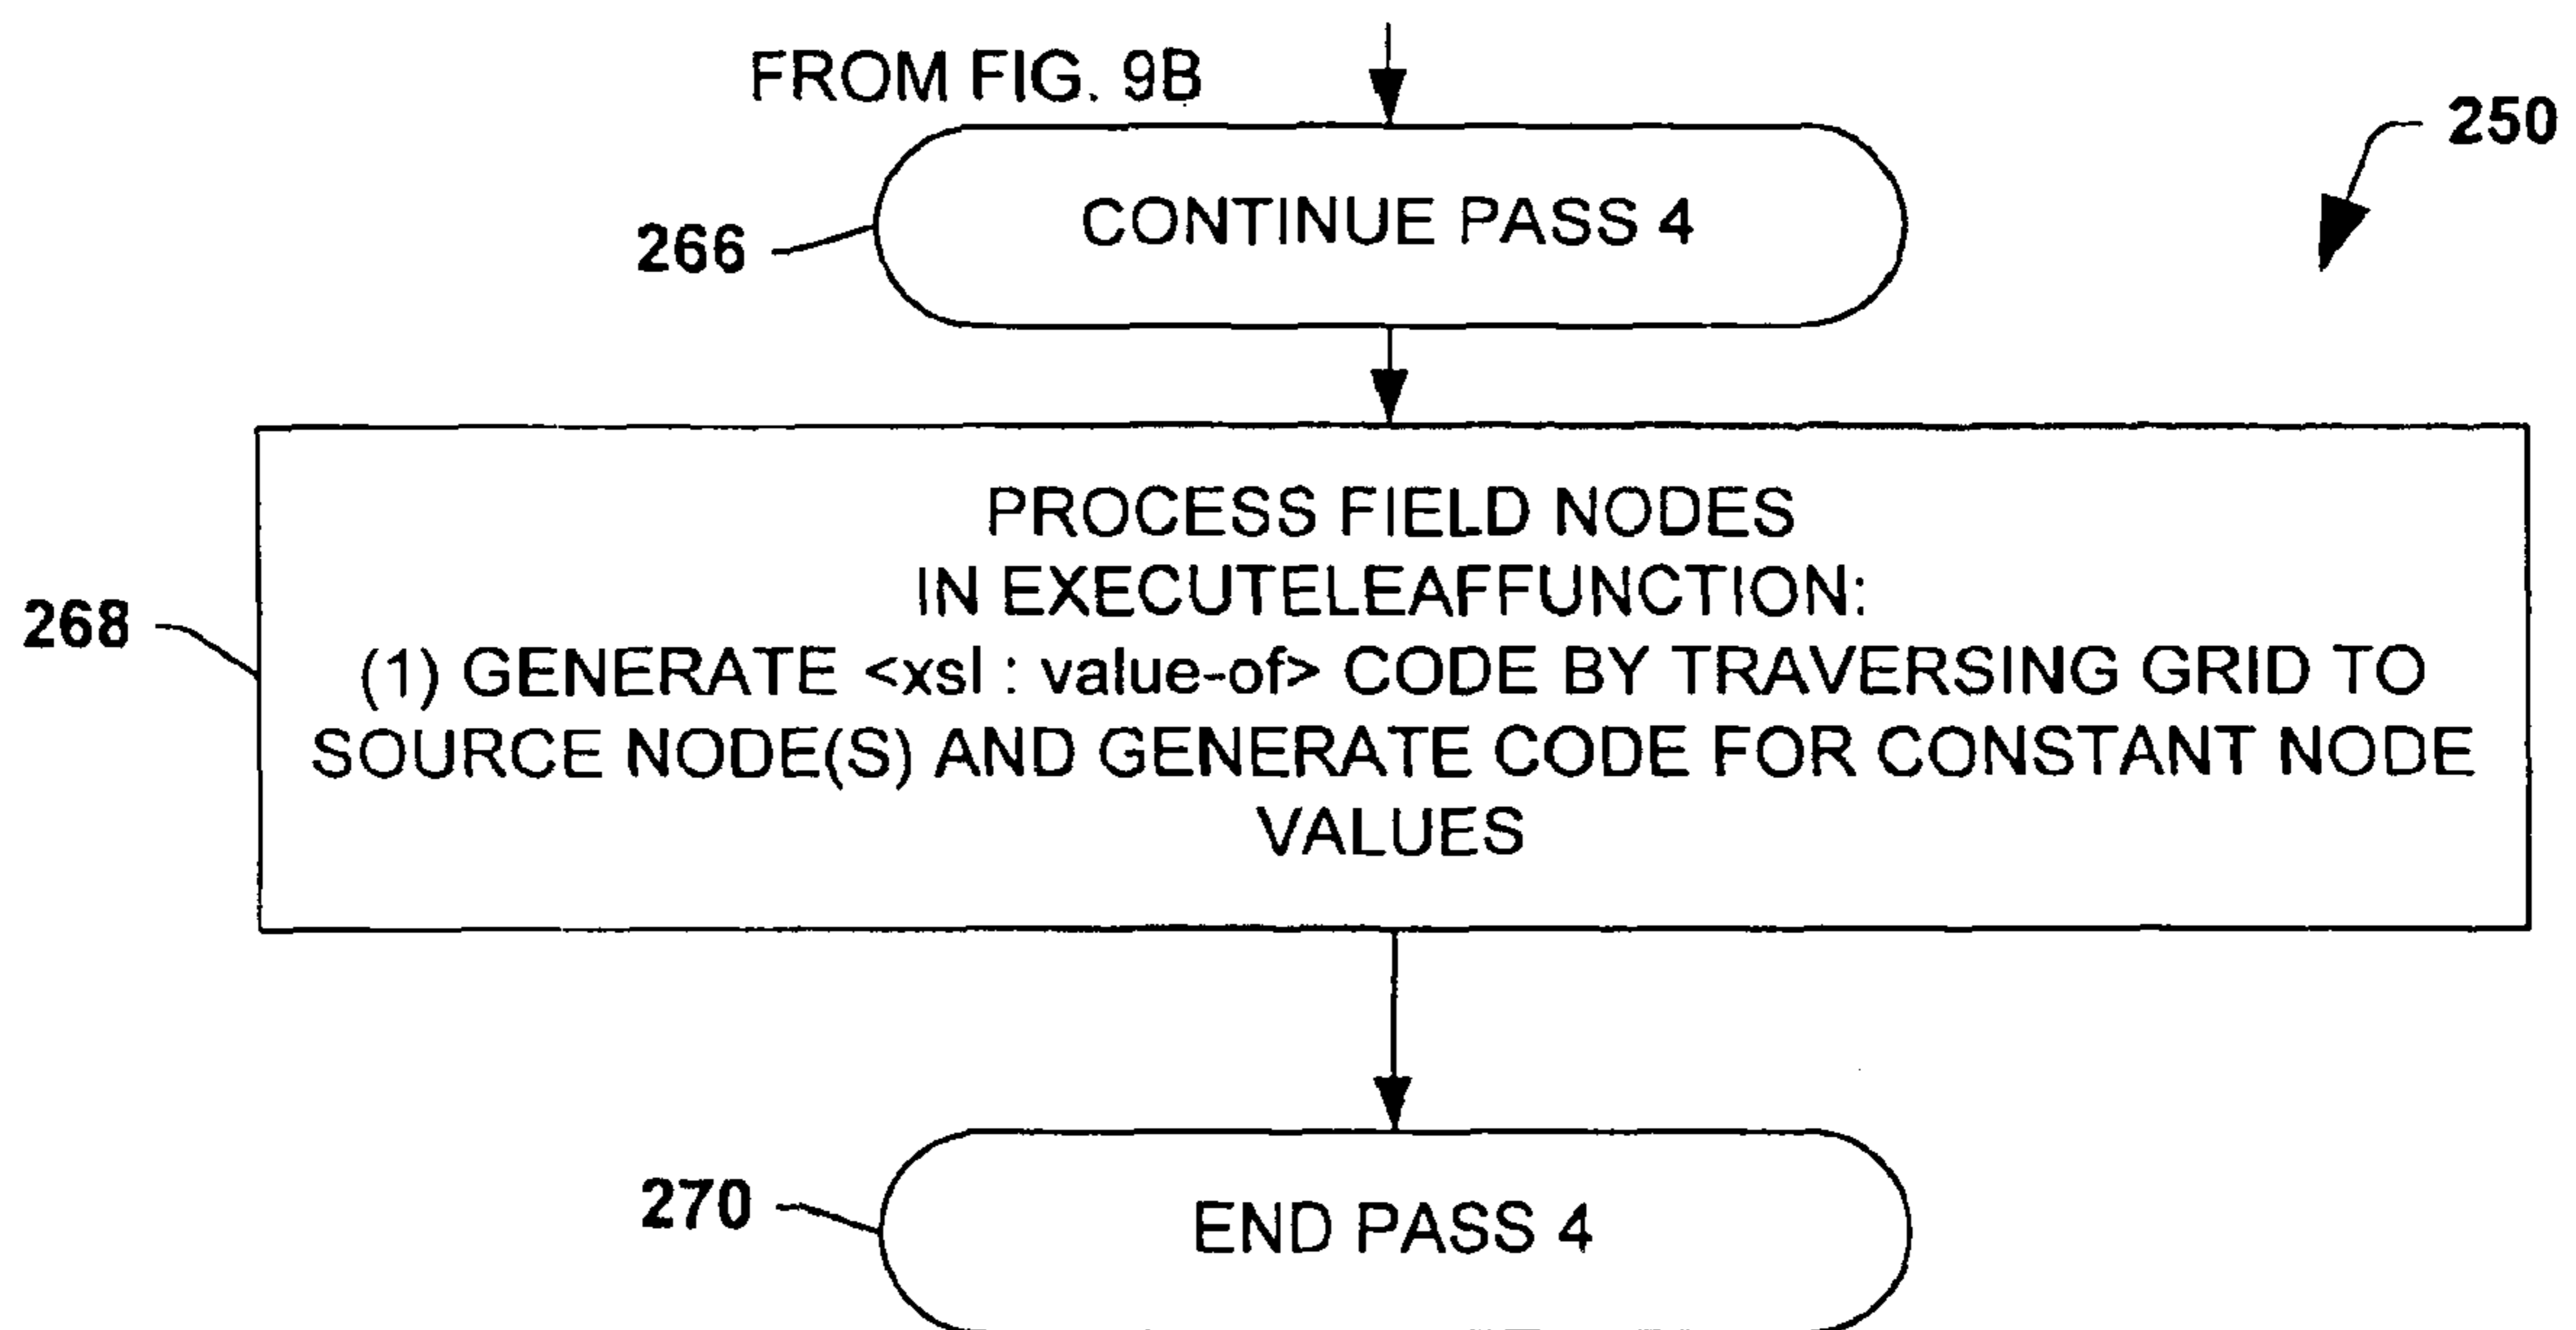 FROM FIG. 9B
250
CONTINUE PASS 4
266
PROCESS FIELD NODES
IN EXECUTELEAFFUNCTION:
268
(1) GENERATE <xsl : value-of> CODE BY TRAVERSING GRID TO
SOURCE NODE(S) AND GENERATE CODE FOR CONSTANT NODE
VALUES
270
END PASS 4